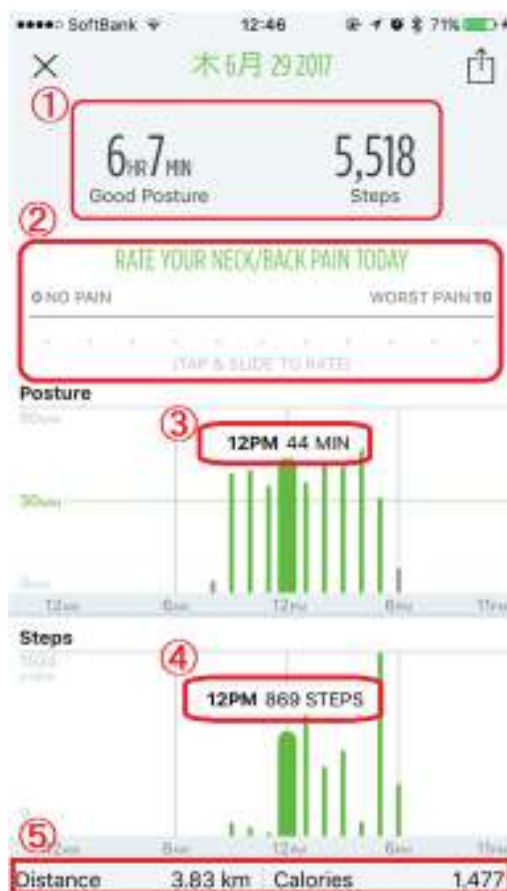 SoftBank 12:46 71%
木 6月 29 2017
①
6HR 7MIN 5,518
Good Posture Steps
②
RATE YOUR NECK/BACK PAIN TODAY
0 NO PAIN WORST PAIN 10
(TAP & SLIDE TO RATE)
Posture
③
12PM 44 MIN
12AM 6AM 12PM 6PM 11PM
Steps
④
12PM 869 STEPS
⑤
12AM 6AM 12PM 6PM 11PM
Distance 3.83 km Calories 1,477